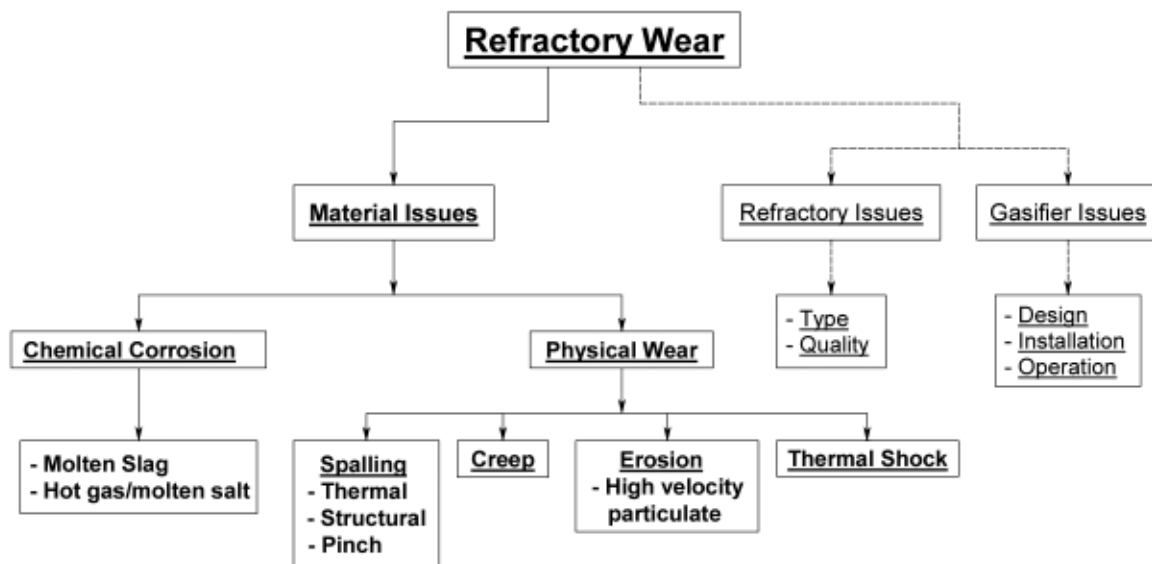 Refractory Wear
Material Issues
Refractory Issues
Gasifier Issues
- Type
- Quality
- Design
- Installation
- Operation
Chemical Corrosion
Physical Wear
- Molten Slag
- Hot gas/molten salt
Spalling
- Thermal
- Structural
- Pinch
Creep
Erosion
- High velocity
particulate
Thermal Shock